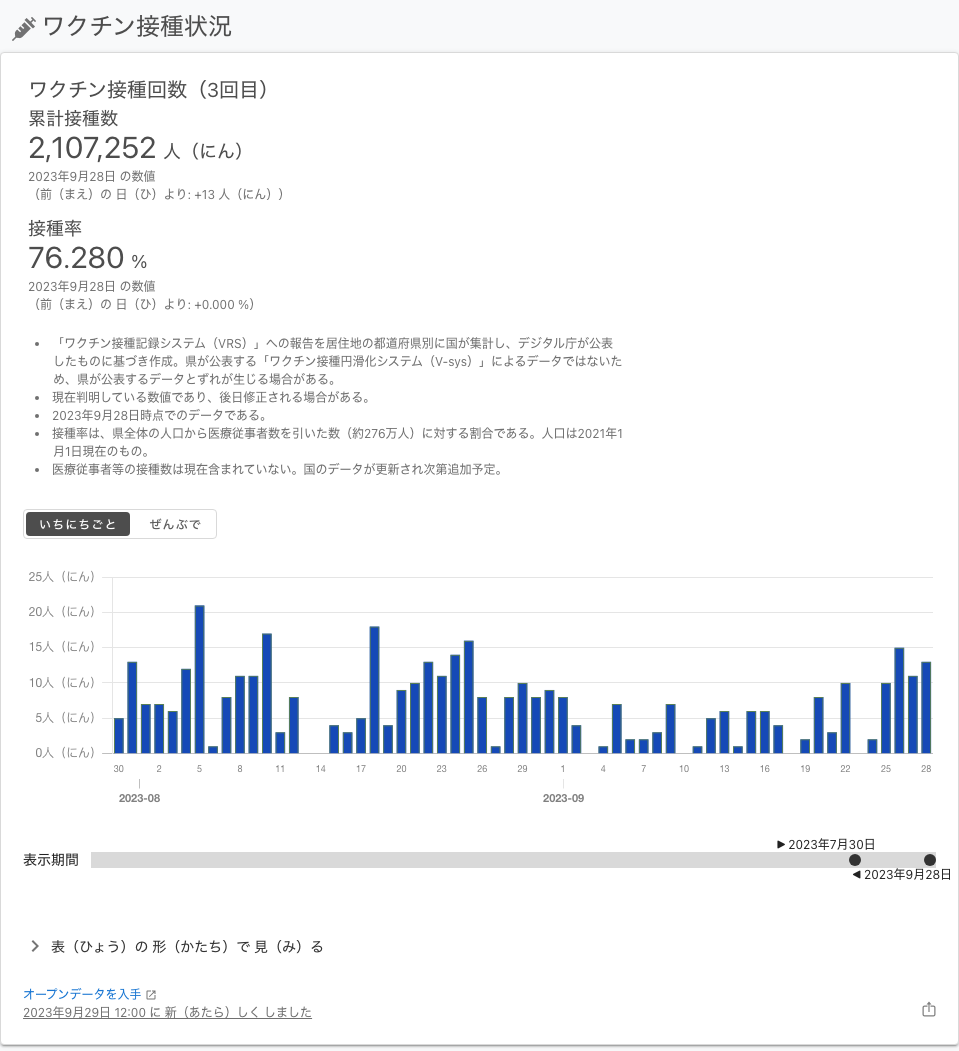 ワクチン接種状況
ワクチン接種回数（3回目）
累計接種数
2,107,252 人（にん）
2023年9月28日 の数値
（前（まえ）の 日（ひ）より: +13 人（にん））
接種率
76.280 %
2023年9月28日 の数値
（前（まえ）の 日（ひ）より: +0.000 %）
• 「ワクチン接種記録システム（VRS）」への報告を居住地の都道府県別に国が集計し、デジタル庁が公表
したものに基づき作成。県が公表する「ワクチン接種円滑化システム（V-sys）」によるデータではないた
め、県が公表するデータとずれが生じる場合がある。
• 現在判明している数値であり、後日修正される場合がある。
• 2023年9月28日時点でのデータである。
• 接種率は、県全体の人口から医療従事者数を引いた数（約276万人）に対する割合である。人口は2021年1
月1日現在のもの。
• 医療従事者等の接種数は現在含まれていない。国のデータが更新され次第追加予定。
いちにちごと ぜんぶで
25人（にん）
20人（にん）
15人（にん）
10人（にん）
5人（にん）
0人（にん）
30 2 5 8 11 14 17 20 23 26 29 1 4 7 10 13 16 19 22 25 28
2023-08 2023-09
▶ 2023年7月30日
表示期間
◀ 2023年9月28日
表（ひょう）の 形（かたち）で 見（み）る
オープンデータを入手
2023年9月29日 12:00 に 新（あたら）しく しました